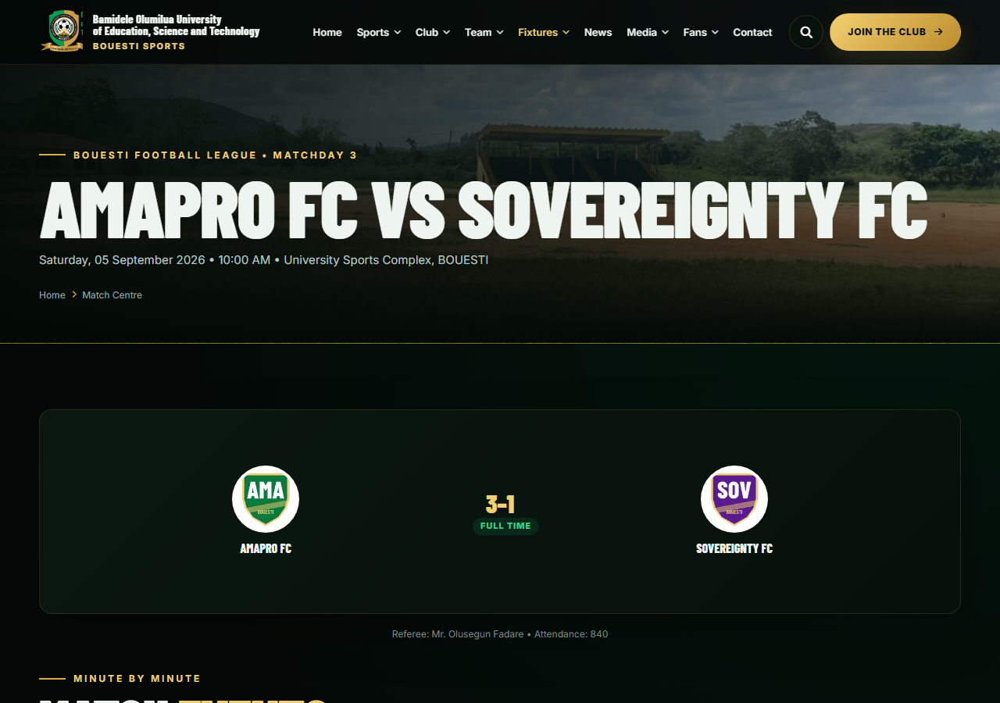 Bamidele Olumilua University
of Education, Science and Technology
BOUESTI SPORTS
Home Sports Club Team Fixtures News Media Fans Contact
JOIN THE CLUB
BOUESTI FOOTBALL LEAGUE • MATCHDAY 3
AMAPRO FC VS SOVEREIGNTY FC
Saturday, 05 September 2026 • 10:00 AM • University Sports Complex, BOUESTI
Home Match Centre
AMA
BOUESTI
AMAPRO FC
3–1
FULL TIME
SOV
BOUESTI
SOVEREIGNTY FC
Referee: Mr. Olusegun Fadare • Attendance: 840
MINUTE BY MINUTE
MATCH EVENTS